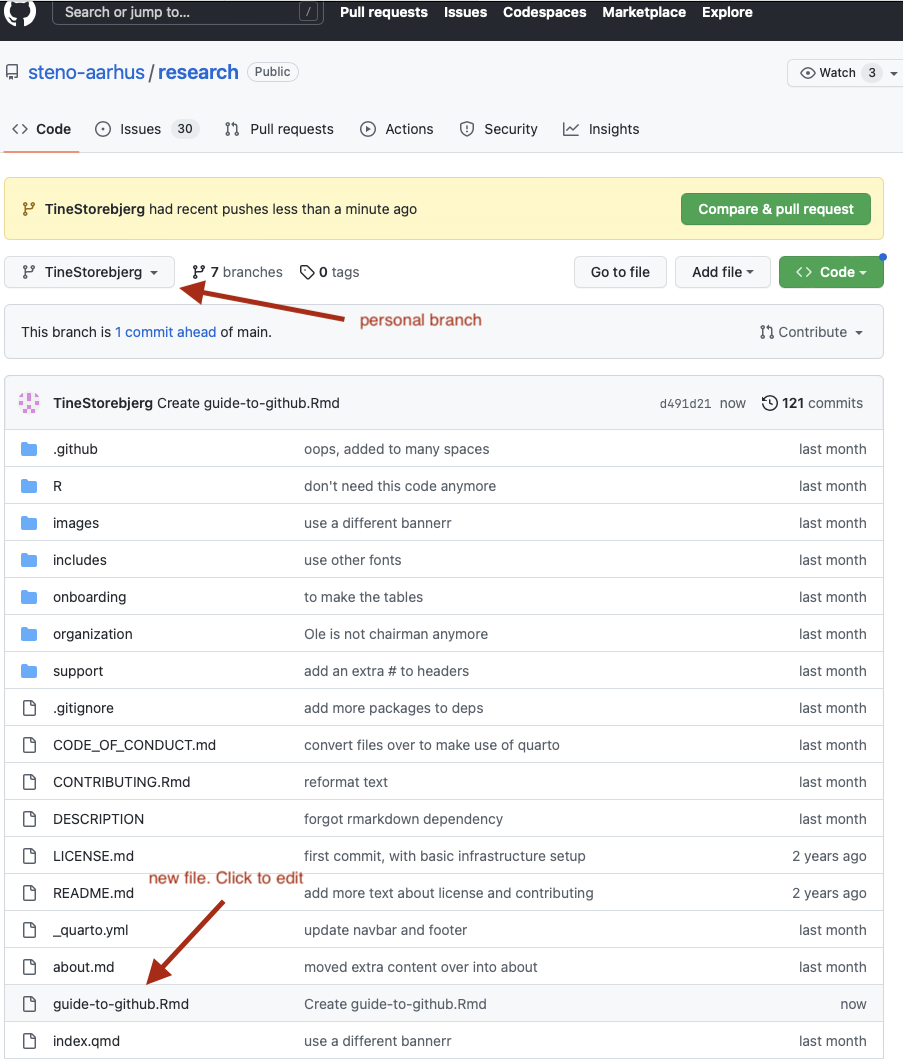 Search or jump to... /
Pull requests Issues Codespaces Marketplace Explore
steno-aarhus / research Public
Watch 3
Code Issues 30 Pull requests Actions Security Insights
TineStorebjerg had recent pushes less than a minute ago
Compare & pull request
TineStorebjerg 7 branches 0 tags
Go to file Add file Code
personal branch
This branch is 1 commit ahead of main.
Contribute
TineStorebjerg Create guide-to-github.Rmd d491d21 now 121 commits
.github oops, added to many spaces last month
R don't need this code anymore last month
images use a different bannerr last month
includes use other fonts last month
onboarding to make the tables last month
organization Ole is not chairman anymore last month
support add an extra # to headers last month
.gitignore add more packages to deps last month
CODE_OF_CONDUCT.md convert files over to make use of quarto last month
CONTRIBUTING.Rmd reformat text last month
DESCRIPTION forgot rmarkdown dependency last month
LICENSE.md first commit, with basic infrastructure setup 2 years ago
new file. Click to edit
README.md add more text about license and contributing 2 years ago
_quarto.yml update navbar and footer last month
about.md moved extra content over into about last month
guide-to-github.Rmd Create guide-to-github.Rmd now
index.qmd use a different bannerr last month